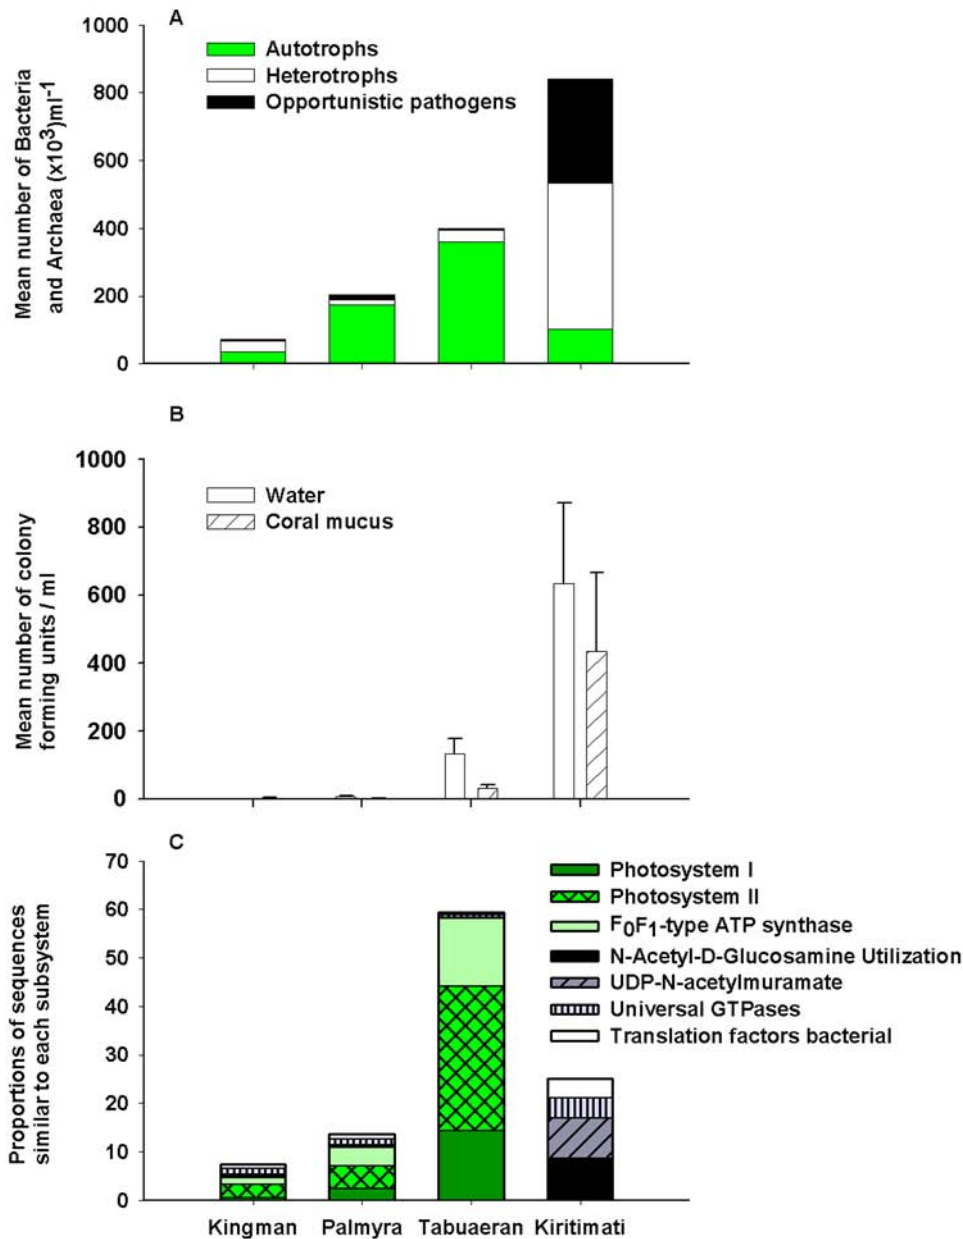 A
1000
800
600
400
200
0
Mean number of Bacteria
and Archaea (x10³)ml⁻¹
Autotrophs
Heterotrophs
Opportunistic pathogens
B
1000
800
600
400
200
0
Mean number of colony
forming units / ml
Water
Coral mucus
C
70
60
50
40
30
20
10
0
Proportions of sequences
similar to each subsystem
Photosystem I
Photosystem II
F₀F₁-type ATP synthase
N-Acetyl-D-Glucosamine Utilization
UDP-N-acetylmuramate
Universal GTPases
Translation factors bacterial
Kingman Palmyra Tabuaeran Kiritimati